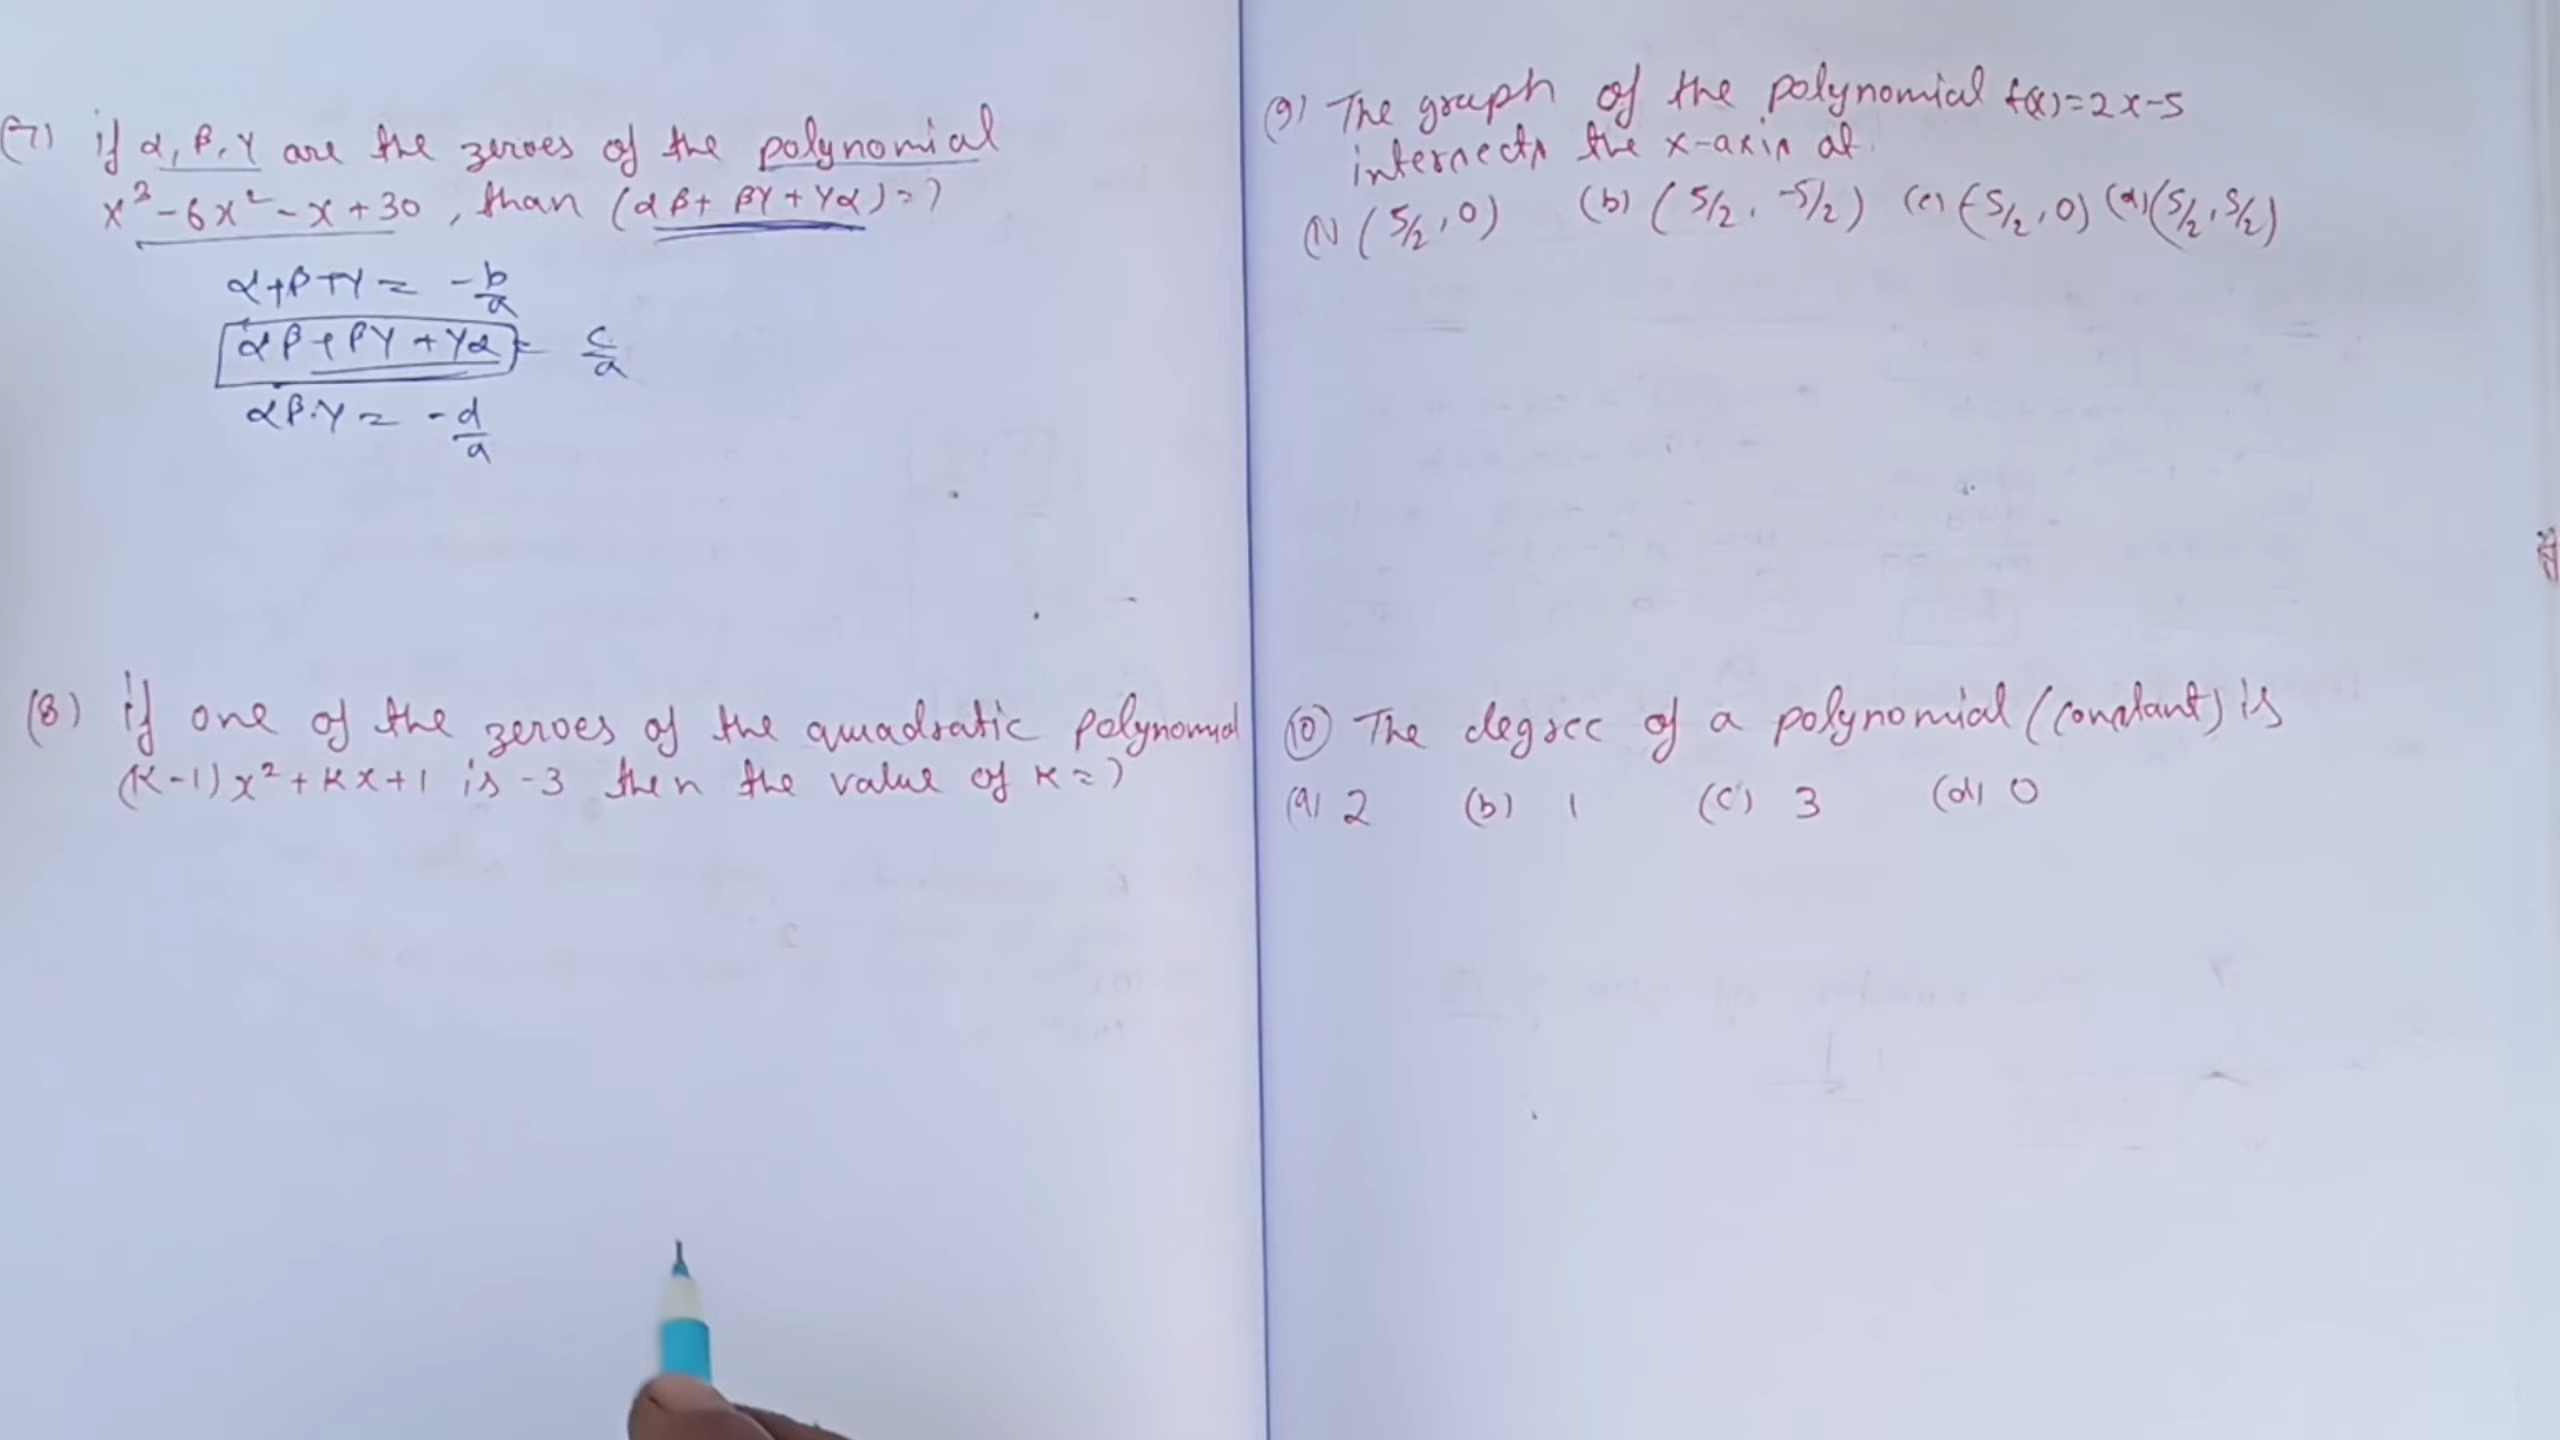 (7) if α, β, γ are the zeroes of the polynomial
x³-6x²-x+30, than (αβ+ βγ+γα)=?
α+β+γ = -b/a
αβ+βγ+γα = c/a
αβ.γ = -d/a
(8) if one of the zeroes of the quadratic polynomial
(K-1)x²+Kx+1 is -3 then the value of K=?
(9) The graph of the polynomial f(x)=2x-5
intersects the x-axis at
(5/2, 0) (b) (5/2, -5/2) (c) (-5/2, 0) (d) (5/2, 5/2)
(10) The degree of a polynomial (constant) is
(a) 2 (b) 1 (c) 3 (d) 0